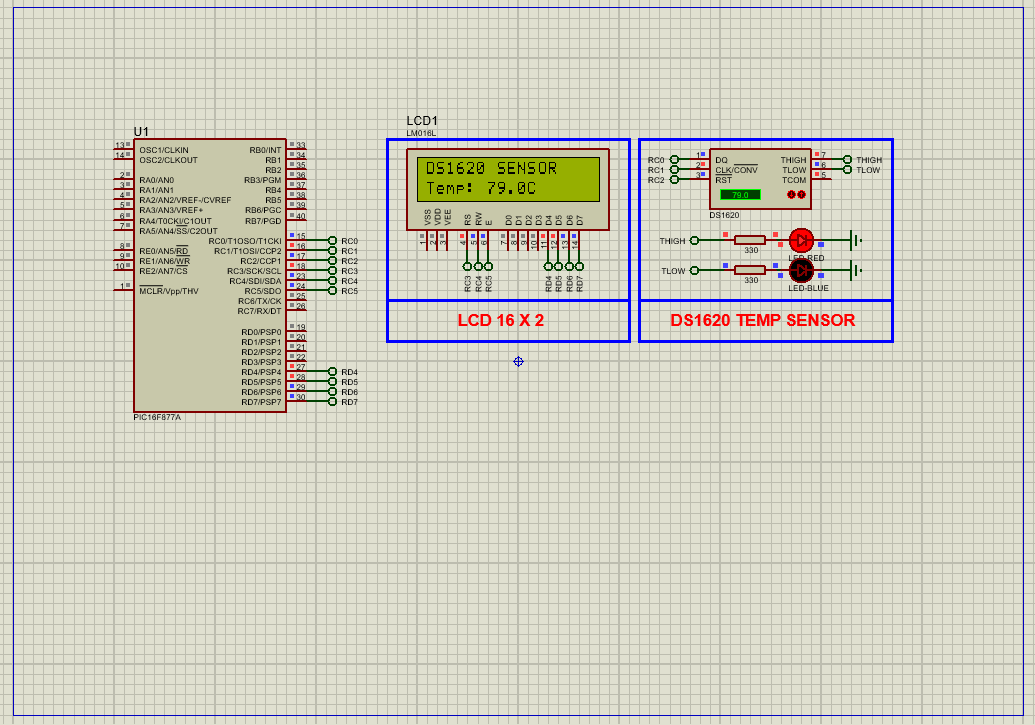 U1
13 OSC1/CLKIN
14 OSC2/CLKOUT
2 RA0/AN0
3 RA1/AN1
4 RA2/AN2/VREF-/CVREF
5 RA3/AN3/VREF+
6 RA4/T0CKI/C1OUT
7 RA5/AN4/SS/C2OUT
8 RE0/AN5/RD
9 RE1/AN6/WR
10 RE2/AN7/CS
1 MCLR/Vpp/THV
RB0/INT 33
RB1 34
RB2 35
RB3/PGM 36
RB4 37
RB5 38
RB6/PGC 39
RB7/PGD 40
RC0/T1OSO/T1CKI 15 RC0
RC1/T1OSI/CCP2 16 RC1
RC2/CCP1 17 RC2
RC3/SCK/SCL 18 RC3
RC4/SDI/SDA 23 RC4
RC5/SDO 24 RC5
RC6/TX/CK 25
RC7/RX/DT 26
RD0/PSP0 19
RD1/PSP1 20
RD2/PSP2 21
RD3/PSP3 22
RD4/PSP4 27 RD4
RD5/PSP5 28 RD5
RD6/PSP6 29 RD6
RD7/PSP7 30 RD7
PIC16F877A
LCD1
LM016L
DS1620 SENSOR
Temp: 79.0C
VSS VDD VEE RS RW E D0 D1 D2 D3 D4 D5 D6 D7
1 2 3 4 5 6 7 8 9 10 11 12 13 14
RC3 RC4 RC5 RD4 RD5 RD6 RD7
LCD 16 X 2
RC0 1 DQ THIGH 7 THIGH
RC1 2 CLK/CONV TLOW 6 TLOW
RC2 3 RST TCOM 5
79.0
DS1620
THIGH
330
LED-RED
TLOW
330
LED-BLUE
DS1620 TEMP SENSOR